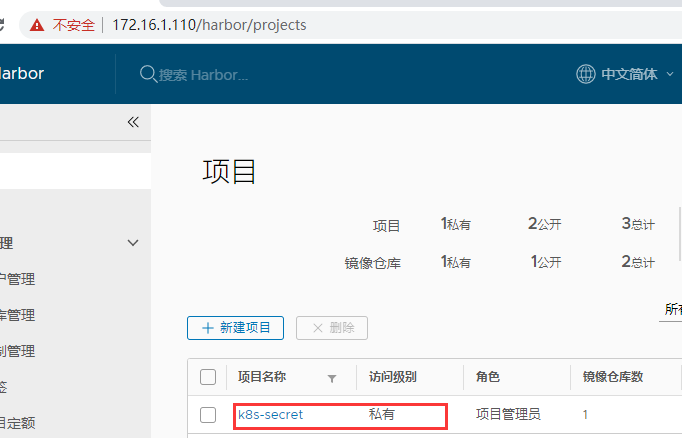 不安全 172.16.1.110/harbor/projects
arbor 搜索 Harbor... 中文简体
项目
项目 1私有 2公开 3总计
镜像仓库 1私有 1公开 2总计
理
户管理
库管理
制管理
签
目定额
所有
+ 新建项目 × 删除
项目名称 访问级别 角色 镜像仓库数
k8s-secret 私有 项目管理员 1